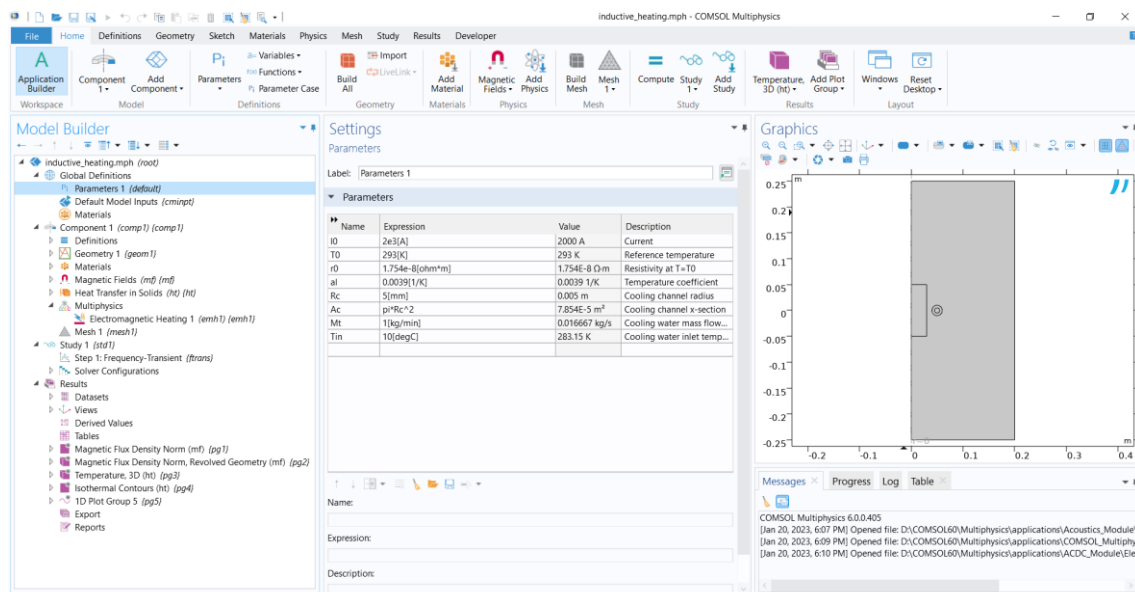 inductive_heating.mph - COMSOL Multiphysics
File Home Definitions Geometry Sketch Materials Physics Mesh Study Results Developer
A
Application Builder
Component 1
Add Component
Pi
Parameters
a= Variables
f(x) Functions
Pi Parameter Case
Build All
Import
LiveLink
Add Material
Magnetic Fields
Add Physics
Build Mesh
Mesh 1
Compute
Study 1
Add Study
Temperature, 3D (ht)
Add Plot Group
Windows
Reset Desktop
Workspace Model Definitions Geometry Materials Physics Mesh Study Results Layout
Model Builder
inductive_heating.mph (root)
Global Definitions
Parameters 1 {default}
Default Model Inputs {cminpt}
Materials
Component 1 (comp1) {comp1}
Definitions
Geometry 1 {geom1}
Materials
Magnetic Fields (mf) {mf}
Heat Transfer in Solids (ht) {ht}
Multiphysics
Electromagnetic Heating 1 (emh1) {emh1}
Mesh 1 {mesh1}
Study 1 {std1}
Step 1: Frequency-Transient {ftrans}
Solver Configurations
Results
Datasets
Views
Derived Values
Tables
Magnetic Flux Density Norm (mf) {pg1}
Magnetic Flux Density Norm, Revolved Geometry (mf) {pg2}
Temperature, 3D (ht) {pg3}
Isothermal Contours (ht) {pg4}
1D Plot Group 5 {pg5}
Export
Reports
Settings
Parameters
Label: Parameters 1
Parameters
Name Expression Value Description
I0 2e3[A] 2000 A Current
T0 293[K] 293 K Reference temperature
r0 1.754e-8[ohm*m] 1.754E-8 Ω·m Resistivity at T=T0
al 0.0039[1/K] 0.0039 1/K Temperature coefficient
Rc 5[mm] 0.005 m Cooling channel radius
Ac pi*Rc^2 7.854E-5 m² Cooling channel x-section
Mt 1[kg/min] 0.016667 kg/s Cooling water mass flow...
Tin 10[degC] 283.15 K Cooling water inlet temp...
Name:
Expression:
Description:
Graphics
m
0.25
0.2
0.15
0.1
0.05
0
-0.05
-0.1
-0.15
-0.2
-0.25
r=0
m
-0.2 -0.1 0 0.1 0.2 0.3 0.4
Messages Progress Log Table
COMSOL Multiphysics 6.0.0.405
[Jan 20, 2023, 6:07 PM] Opened file: D:\COMSOL60\Multiphysics\applications\Acoustics_Module\
[Jan 20, 2023, 6:09 PM] Opened file: D:\COMSOL60\Multiphysics\applications\COMSOL_Multiphy
[Jan 20, 2023, 6:10 PM] Opened file: D:\COMSOL60\Multiphysics\applications\ACDC_Module\Ele